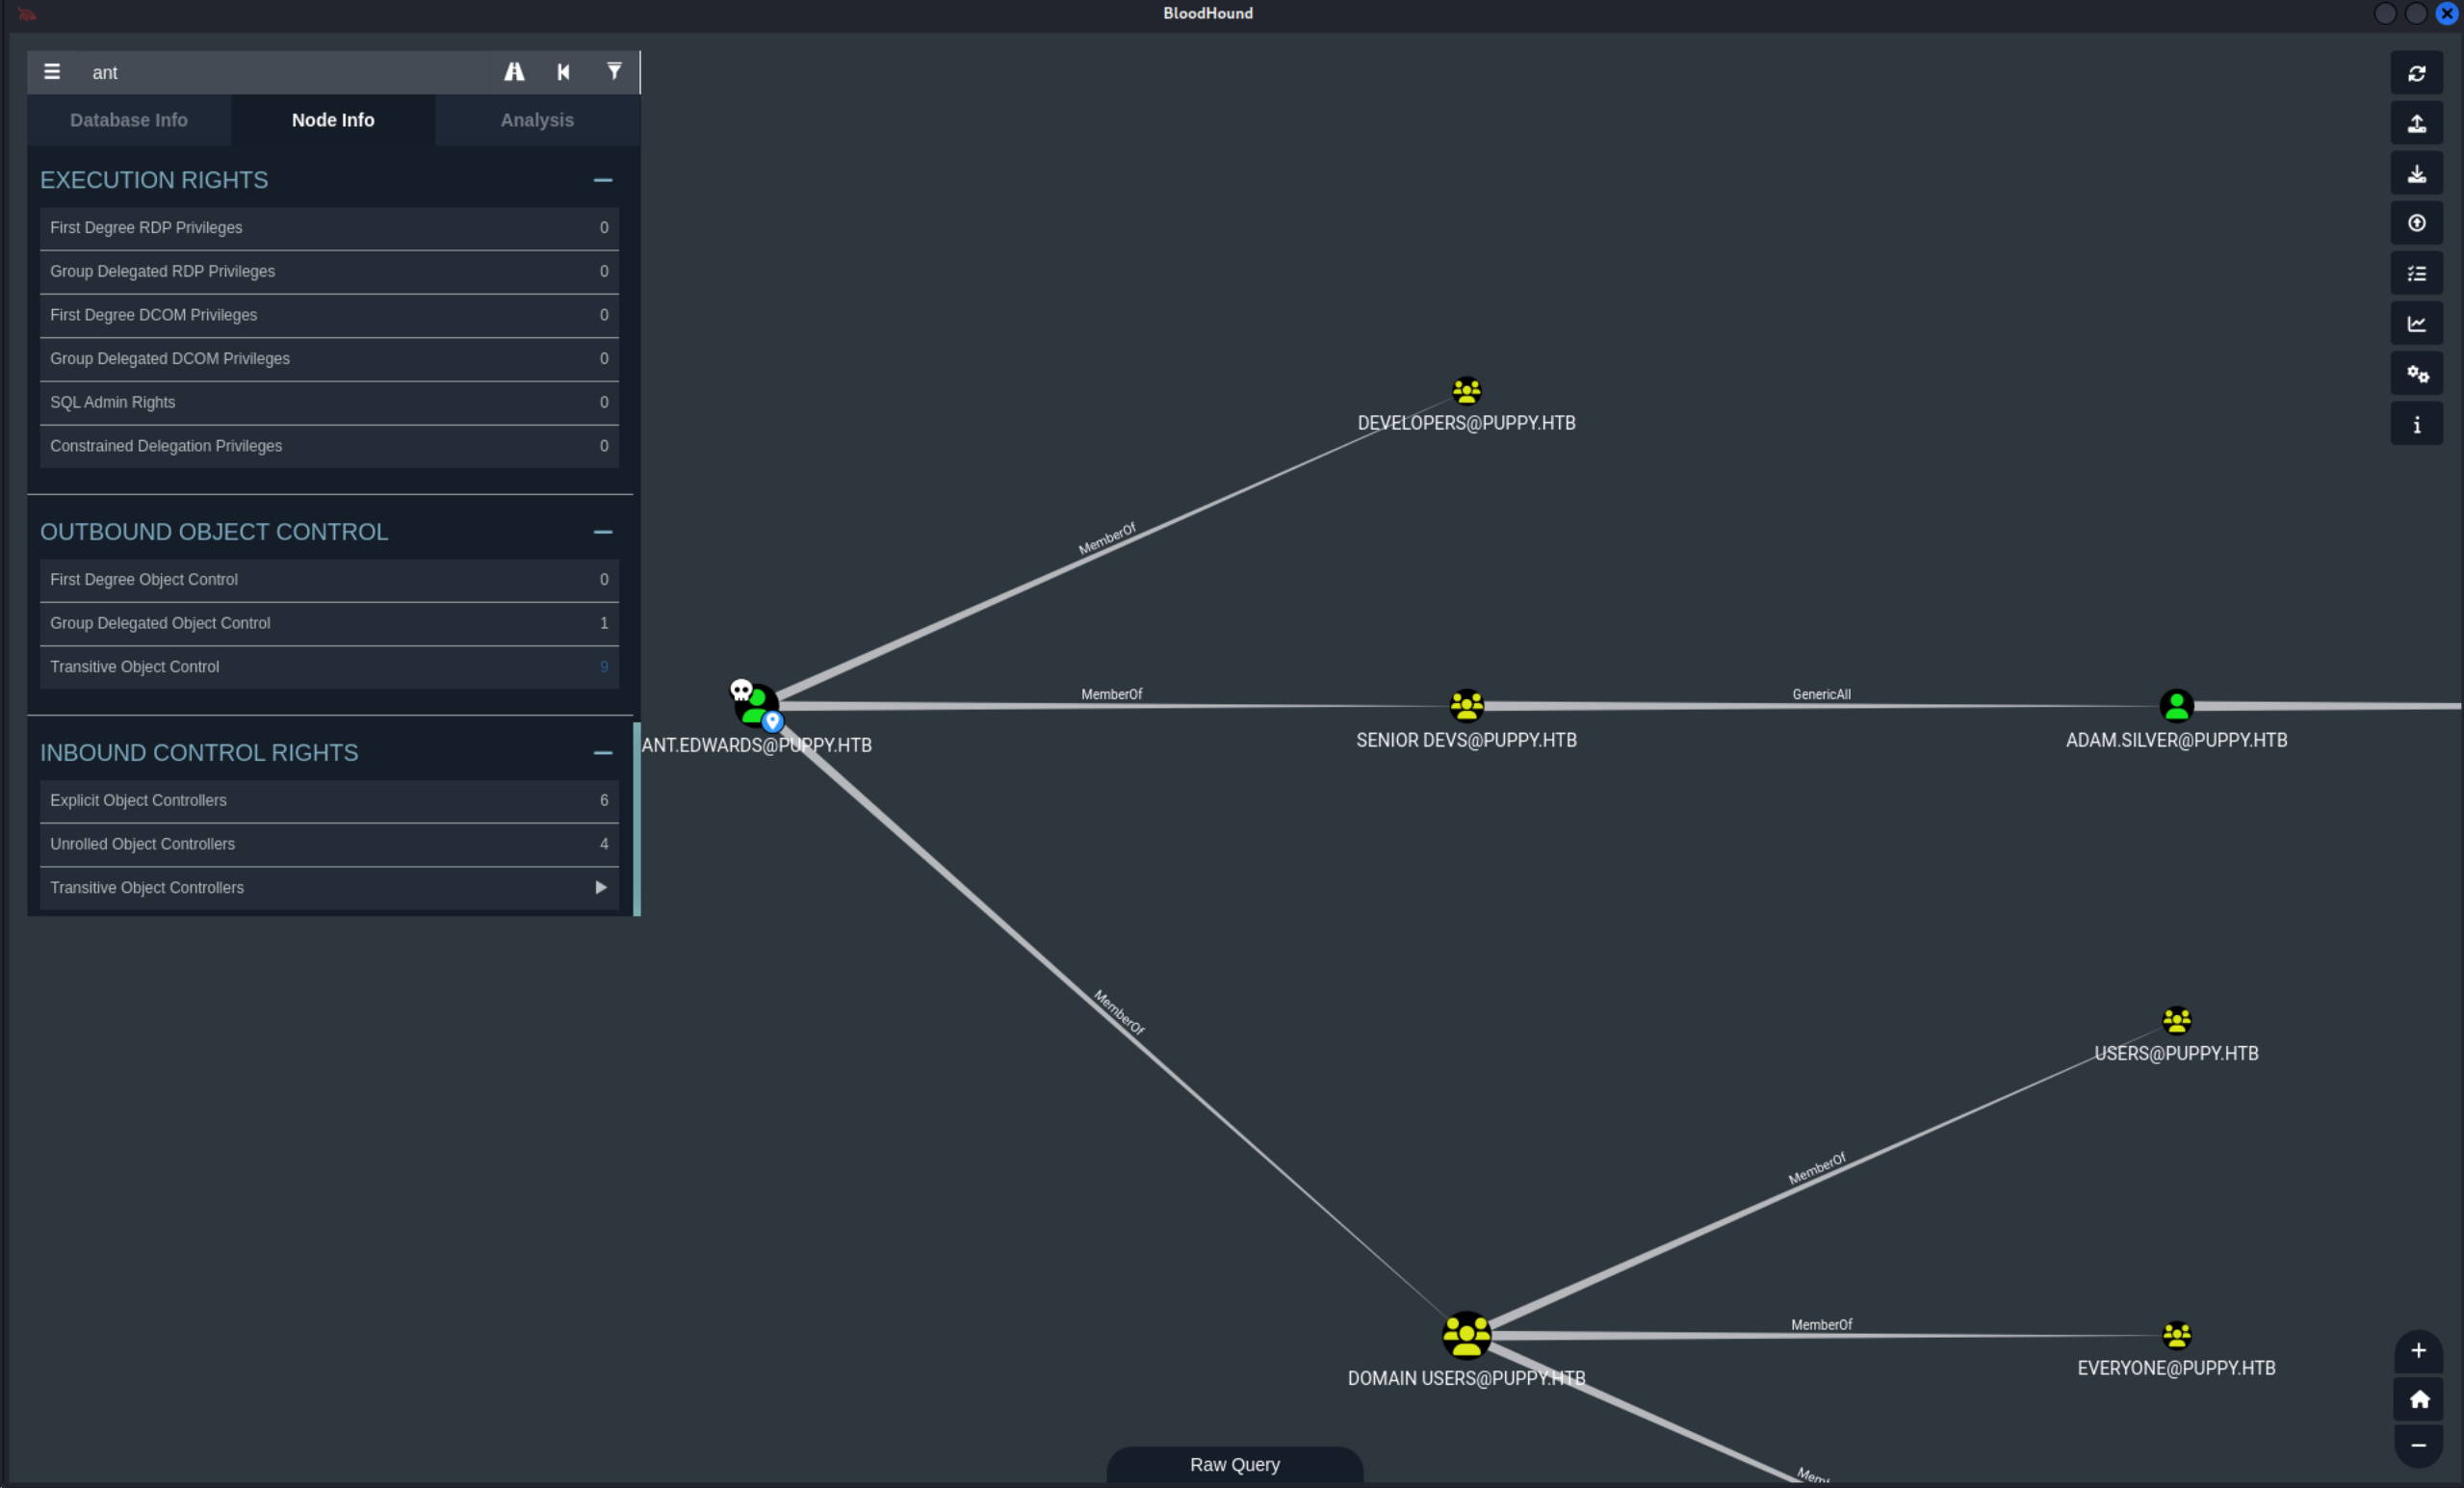 BloodHound
ant
Database Info
Node Info
Analysis
EXECUTION RIGHTS
First Degree RDP Privileges 0
Group Delegated RDP Privileges 0
First Degree DCOM Privileges 0
Group Delegated DCOM Privileges 0
SQL Admin Rights 0
Constrained Delegation Privileges 0
OUTBOUND OBJECT CONTROL
First Degree Object Control 0
Group Delegated Object Control 1
Transitive Object Control 9
INBOUND CONTROL RIGHTS
Explicit Object Controllers 6
Unrolled Object Controllers 4
Transitive Object Controllers
DEVELOPERS@PUPPY.HTB
MemberOf
MemberOf
GenericAll
ANT.EDWARDS@PUPPY.HTB
SENIOR DEVS@PUPPY.HTB
ADAM.SILVER@PUPPY.HTB
MemberOf
USERS@PUPPY.HTB
MemberOf
MemberOf
DOMAIN USERS@PUPPY.HTB
EVERYONE@PUPPY.HTB
Raw Query